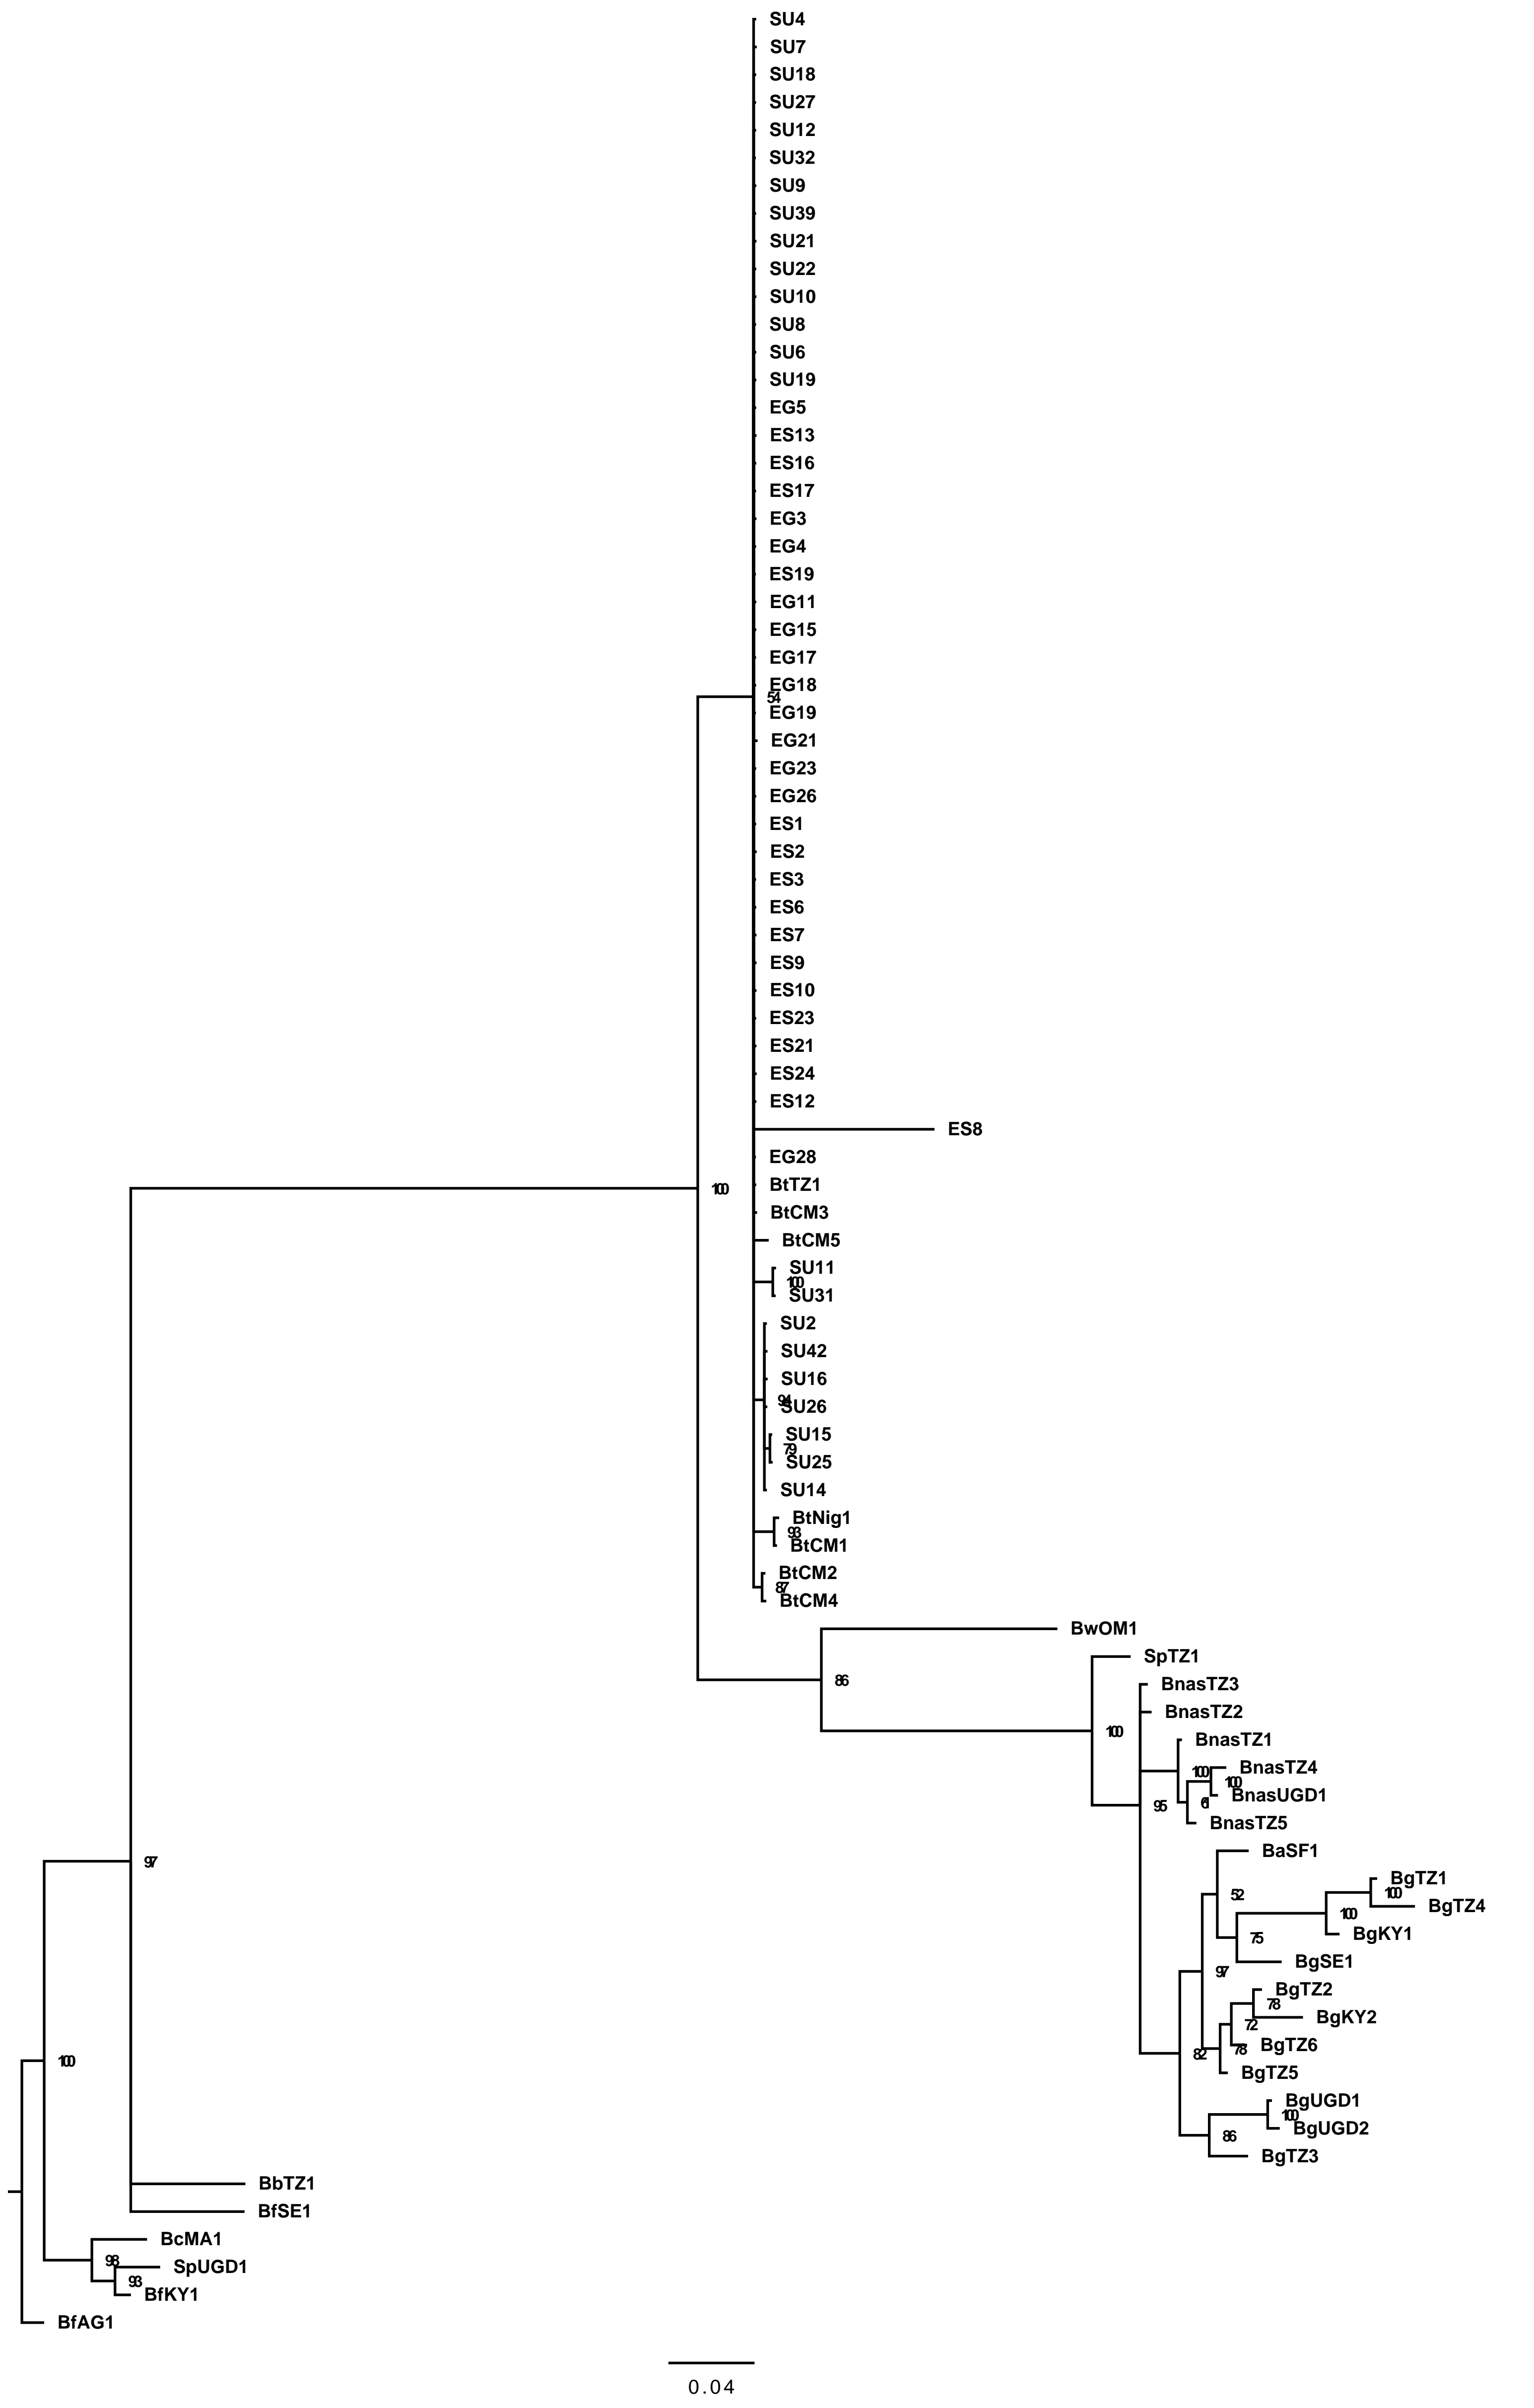 SU4
SU7
SU18
SU27
SU12
SU32
SU9
SU39
SU21
SU22
SU10
SU8
SU6
SU19
EG5
ES13
ES16
ES17
EG3
EG4
ES19
EG11
EG15
EG17
EG18
54
EG19
EG21
EG23
EG26
ES1
ES2
ES3
ES6
ES7
ES9
ES10
ES23
ES21
ES24
ES12
ES8
EG28
BtTZ1
100
BtCM3
BtCM5
SU11
100
SU31
SU2
SU42
SU16
94
SU26
SU15
79
SU25
SU14
BtNig1
93
BtCM1
BtCM2
87
BtCM4
BwOM1
SpTZ1
86
BnasTZ3
BnasTZ2
100
BnasTZ1
BnasTZ4
100
100
BnasUGD1
61
95
BnasTZ5
BaSF1
97
BgTZ1
100
52
BgTZ4
100
BgKY1
75
BgSE1
97
BgTZ2
78
BgKY2
72
BgTZ6
78
82
100
BgTZ5
BgUGD1
100
BgUGD2
86
BgTZ3
BbTZ1
BfSE1
BcMA1
98
SpUGD1
93
BfKY1
BfAG1
0.04